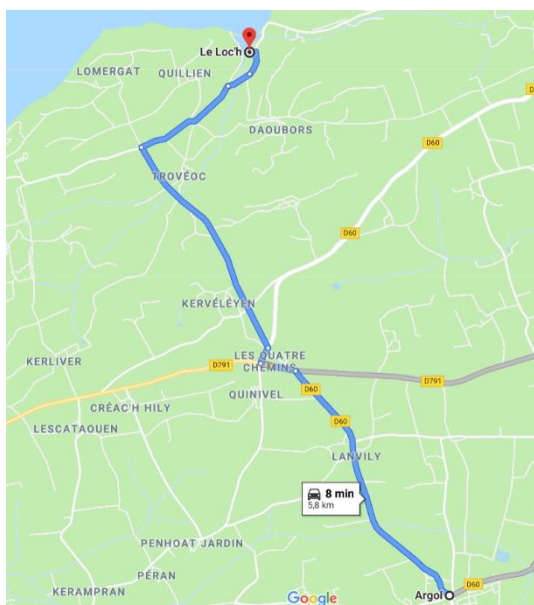 Le Loc'h
LOMERGAT
QUILLIEN
DAOUBORS
D60
TROVÉOC
D60
KERVÉLÉYEN
LES QUATRE
CHEMINS
KERLIVER
D791
D791
D60
QUINIVEL
CRÉAC'H HILY
D60
LESCATAOUEN
LANVILY
8 min
5,8 km
PENHOAT JARDIN
PÉRAN
D60
KERAMPRAN
Google
Argol